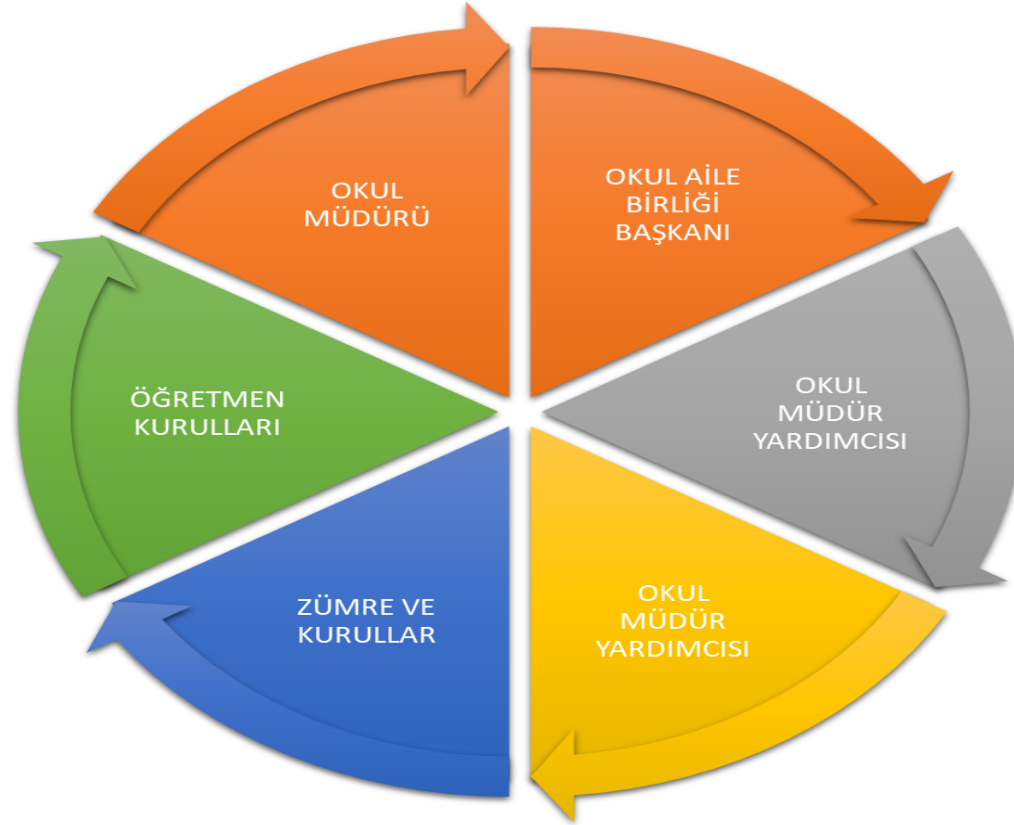 OKUL
MÜDÜRÜ
OKUL AİLE
BİRLİĞİ
BAŞKANI
OKUL
MÜDÜR
YARDIMCISI
OKUL
MÜDÜR
YARDIMCISI
ZÜMRE VE
KURULLAR
ÖĞRETMEN
KURULLARI